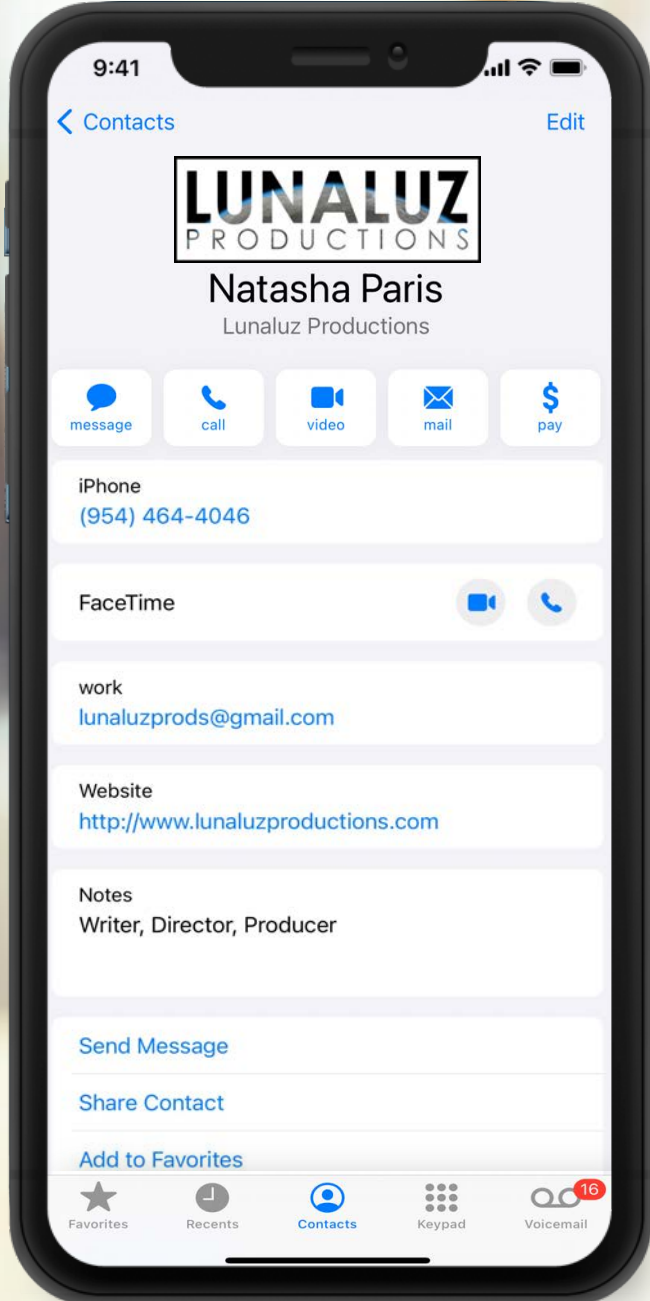 9:41
Contacts
Edit
LUNALUZ
PRODUCTIONS
Natasha Paris
Lunaluz Productions
message
call
video
mail
pay
iPhone
(954) 464-4046
FaceTime
work
lunaluzprods@gmail.com
Website
http://www.lunaluzproductions.com
Notes
Writer, Director, Producer
Send Message
Share Contact
Add to Favorites
16
Favorites
Recents
Contacts
Keypad
Voicemail